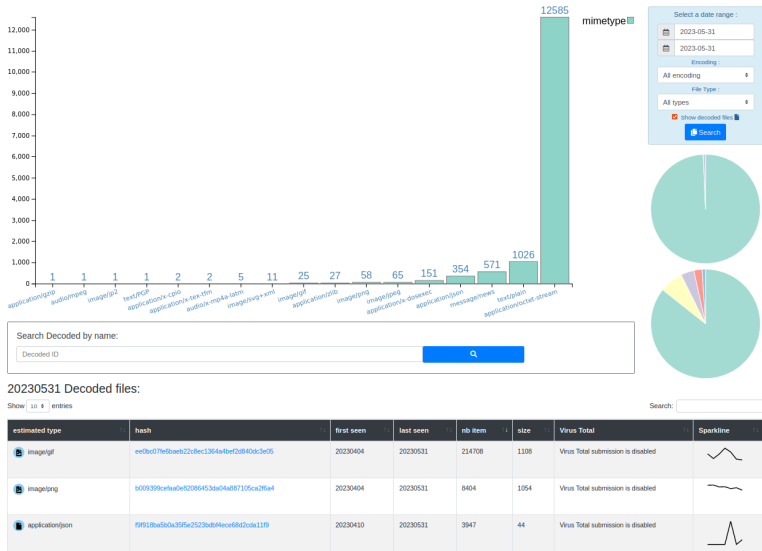 12585
mimetype
12,000
11,000
10,000
9,000
8,000
7,000
6,000
5,000
4,000
3,000
2,000
1,000
0
1 1 1 1 2 2 5 11 25 27 58 65 151 354 571 1026
application/gzip
audio/mpeg
image/jp2
text/PGP
application/x-cpio
application/x-tex-tfm
audio/x-mp4a-latm
image/svg+xml
image/gif
application/zlib
image/png
image/jpeg
application/x-dosexec
application/json
message/news
text/plain
application/octet-stream
Select a date range :
2023-05-31
2023-05-31
Encoding :
All encoding
File Type :
All types
Show decoded files
Search
Search Decoded by name:
Decoded ID
20230531 Decoded files:
Show 10 entries
Search:
estimated type hash first seen last seen nb item size Virus Total Sparkline
image/gif ee0bc07fe6baeb22c8ec1364a4bef2d840dc3e05 20230404 20230531 214708 1108 Virus Total submission is disabled
image/png b009399cefaa0e82086453da04a887105ca2f6a4 20230404 20230531 8404 1054 Virus Total submission is disabled
application/json f9f918ba5b0a35f5e2523bdbf4ece68d2cda11f9 20230410 20230531 3947 44 Virus Total submission is disabled